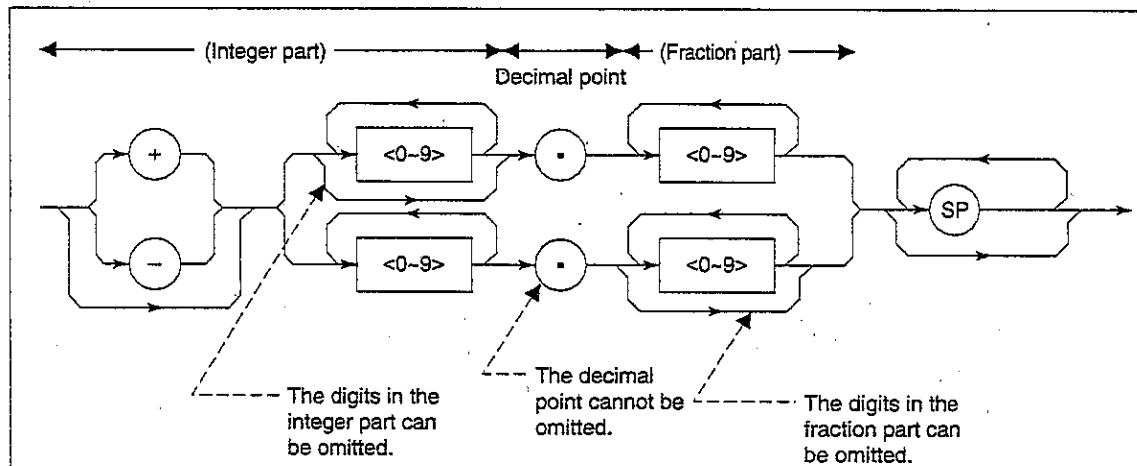 (Integer part)
Decimal point
(Fraction part)
+
<0~9>
.
<0~9>
−
<0~9>
.
<0~9>
SP
The digits in the
integer part can
be omitted.
The decimal
point cannot be
omitted.
The digits in the
fraction part can
be omitted.